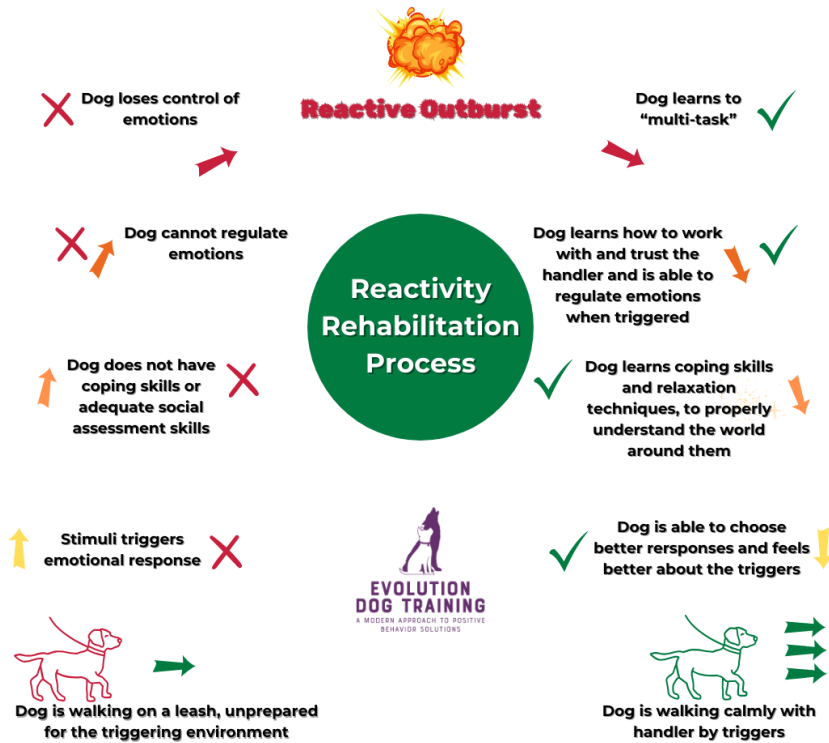 Reactive Outburst
Dog loses control of
emotions
Dog cannot regulate
emotions
Dog does not have
coping skills or
adequate social
assessment skills
Stimuli triggers
emotional response
Dog is walking on a leash, unprepared
for the triggering environment
Reactivity
Rehabilitation
Process
EVOLUTION
DOG TRAINING
A MODERN APPROACH TO POSITIVE
BEHAVIOR SOLUTIONS
Dog learns to
“multi-task”
Dog learns how to work
with and trust the
handler and is able to
regulate emotions
when triggered
Dog learns coping skills
and relaxation
techniques, to properly
understand the world
around them
Dog is able to choose
better rersponses and feels
better about the triggers
Dog is walking calmly with
handler by triggers